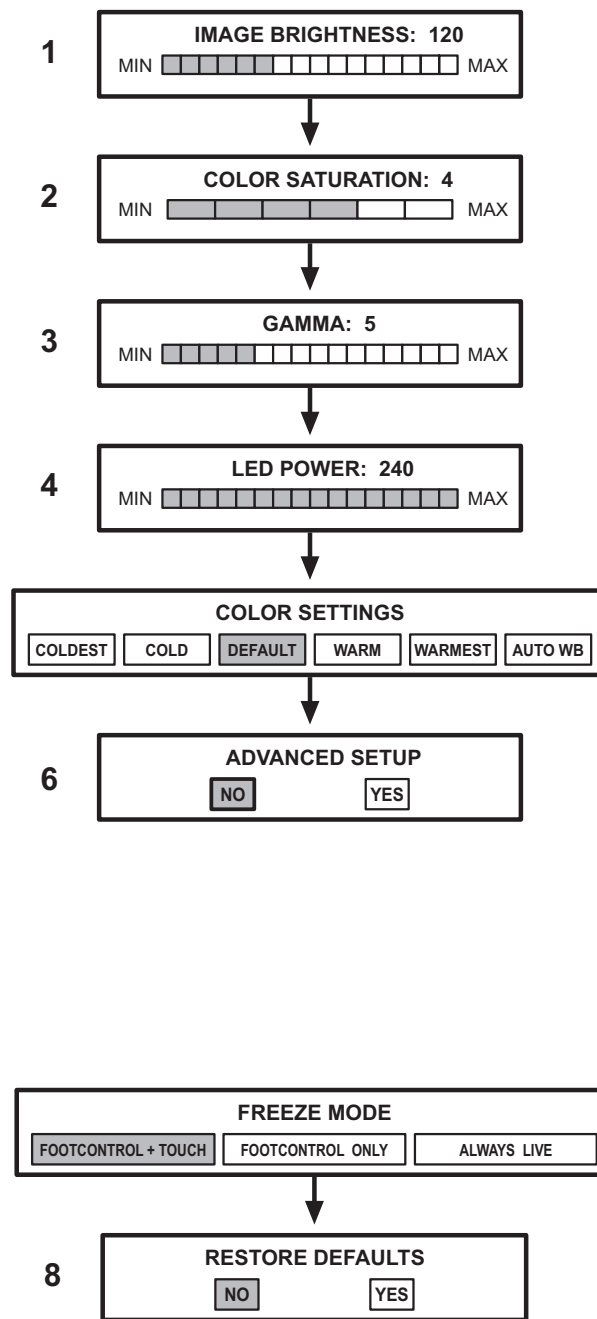 1
IMAGE BRIGHTNESS: 120
MIN MAX
2
COLOR SATURATION: 4
MIN MAX
3
GAMMA: 5
MIN MAX
4
LED POWER: 240
MIN MAX
COLOR SETTINGS
COLDEST COLD DEFAULT WARM WARMEST AUTO WB
6
ADVANCED SETUP
NO YES
FREEZE MODE
FOOTCONTROL + TOUCH FOOTCONTROL ONLY ALWAYS LIVE
8
RESTORE DEFAULTS
NO YES